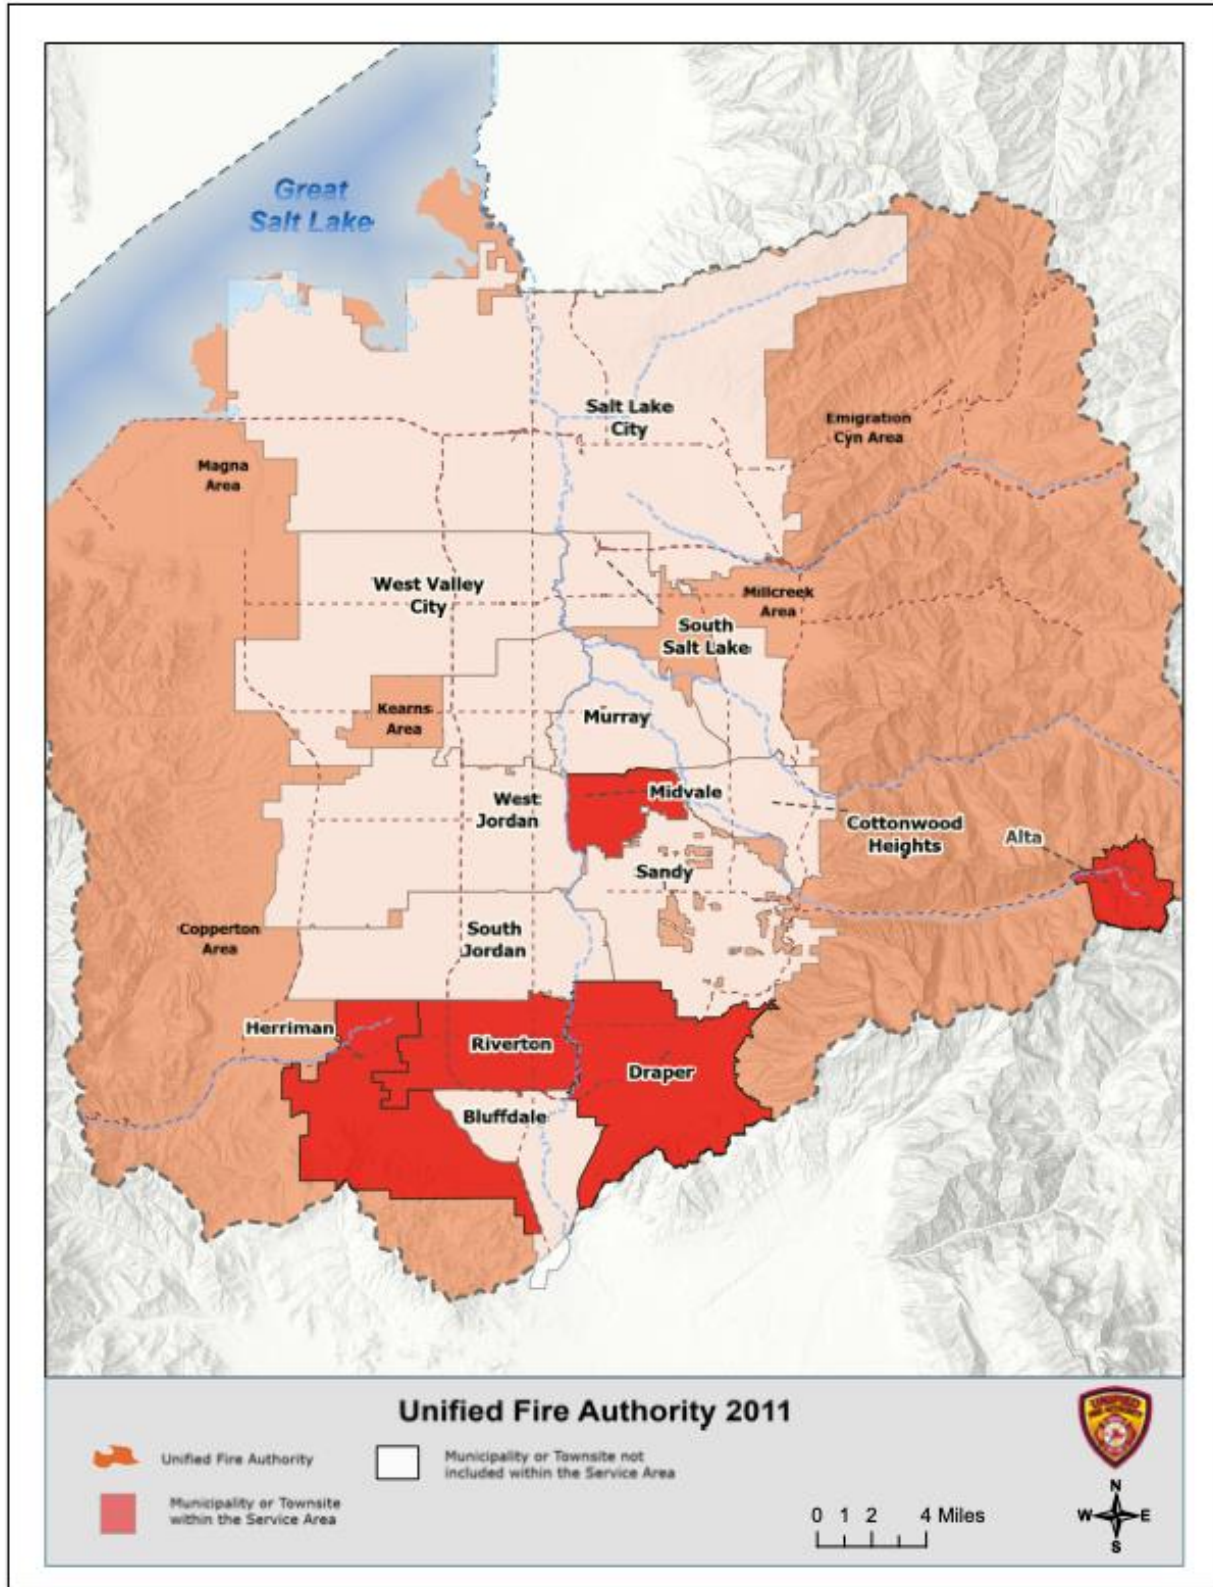 Great
Salt Lake
Salt Lake
City
Emigration
Cyn Area
Magna
Area
West Valley
City
Millcreek
Area
South
Salt Lake
Kearns
Area
Murray
West
Jordan
Midvale
Cottonwood
Heights
Alta
Sandy
Copperton
Area
South
Jordan
Herriman
Riverton
Draper
Bluffdale
Unified Fire Authority 2011
Unified Fire Authority
Municipality or Townsite not
included within the Service Area
Municipality or Townsite
within the Service Area
UNIFIED
FIRE AUTHORITY
0 1 2 4 Miles
N
W E
S